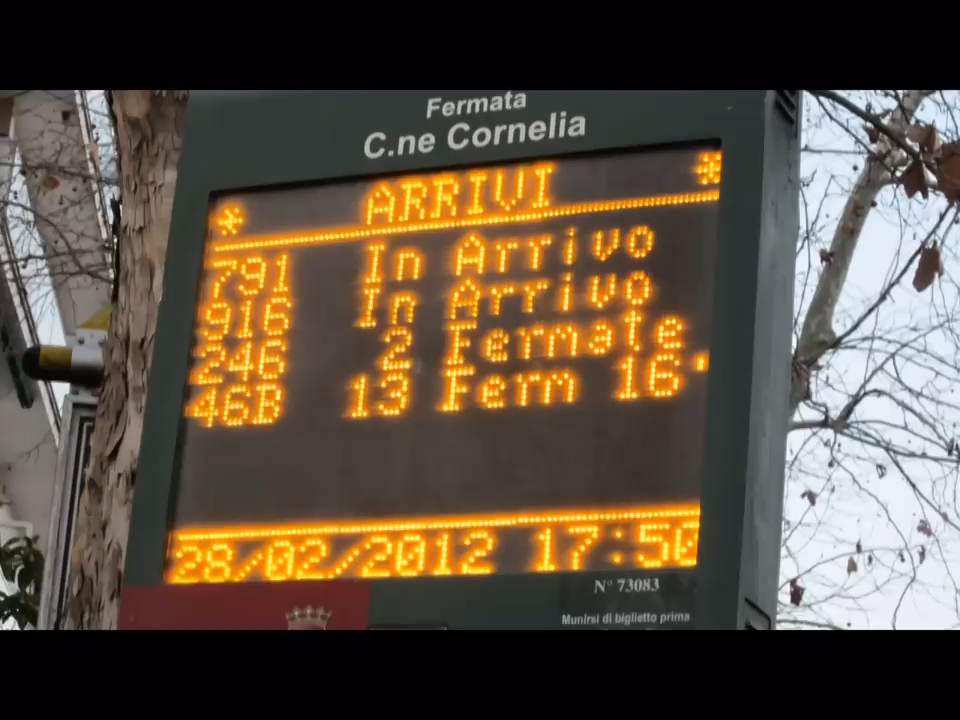 Fermata
C.ne Cornelia
* ARRIVI *
791 In Arrivo
916 In Arrivo
246 2 Fermate
46B 13 Ferm 16'
28/02/2012 17:50
N° 73083
Munirsi di biglietto prima